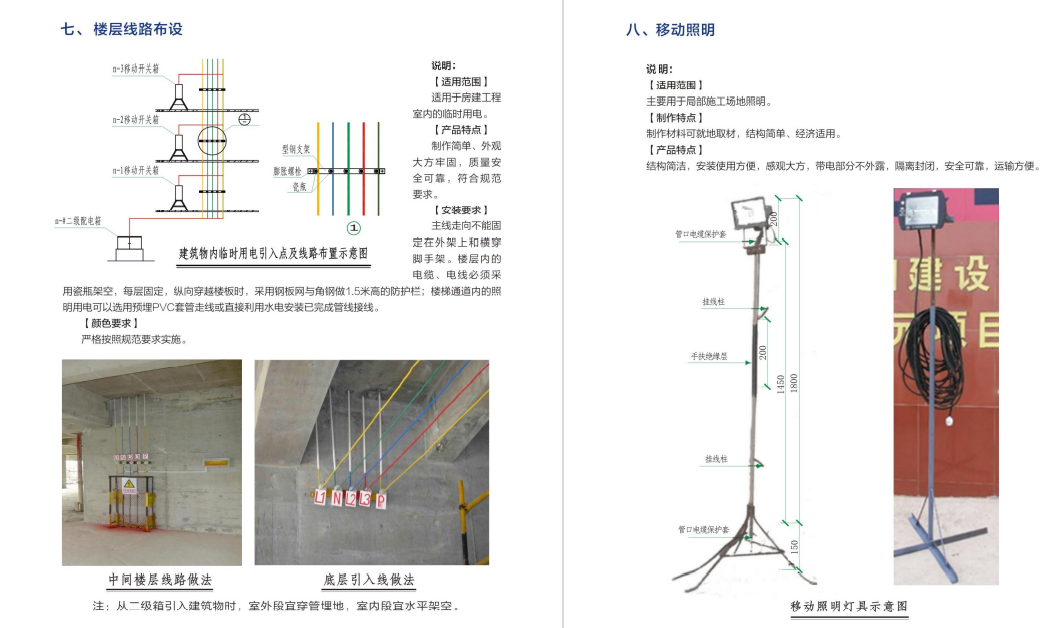 七、楼层线路布设
n-3移动开关箱
n-2移动开关箱
n-1移动开关箱
n-#二级配电箱
1
型钢支架
膨胀螺栓
瓷瓶
1
建筑物内临时用电引入点及线路布置示意图
说明：
【适用范围】
适用于房建工程
室内的临时用电。
【产品特点】
制作简单、外观
大方牢固，质量安
全可靠，符合规范
要求。
【安装要求】
主线走向不能固
定在外架上和横穿
脚手架。楼层内的
电缆、电线必须采
用瓷瓶架空，每层固定，纵向穿越楼板时，采用钢板网与角钢做1.5米高的防护栏；楼梯通道内的照
明用电可以选用预埋PVC套管走线或直接利用水电安装已完成管线接线。
【颜色要求】
严格按照规范要求实施。
L1 N L2 L3 P
中间楼层线路做法
底层引入线做法
注：从二级箱引入建筑物时，室外段宜穿管埋地，室内段宜水平架空。
八、移动照明
说明：
【适用范围】
主要用于局部施工场地照明。
【制作特点】
制作材料可就地取材，结构简单、经济适用。
【产品特点】
结构简洁，安装使用方便，感观大方，带电部分不外露，隔离封闭，安全可靠，运输方便。
200
管口电缆保护套
挂线柱
手扶绝缘层
200
1450
1800
挂线柱
管口电缆保护套
150
建设
项目
移动照明灯具示意图